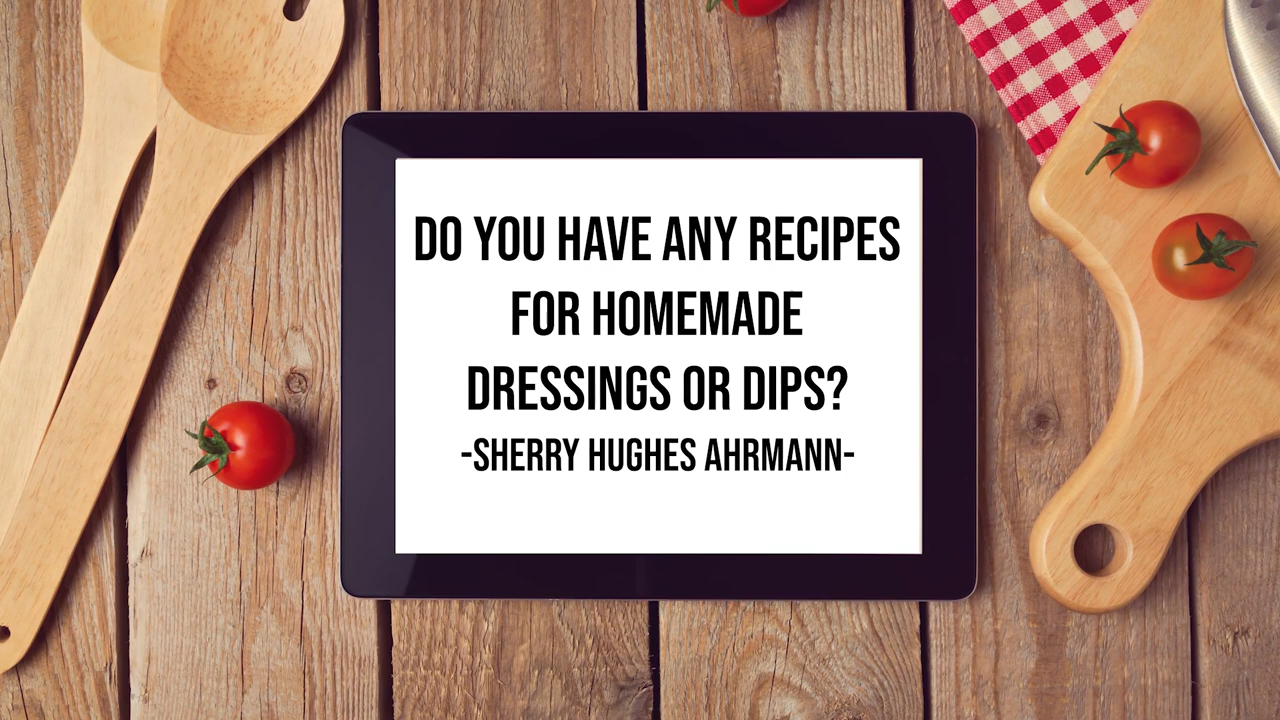 DO YOU HAVE ANY RECIPES
FOR HOMEMADE
DRESSINGS OR DIPS?
-SHERRY HUGHES AHRMANN-